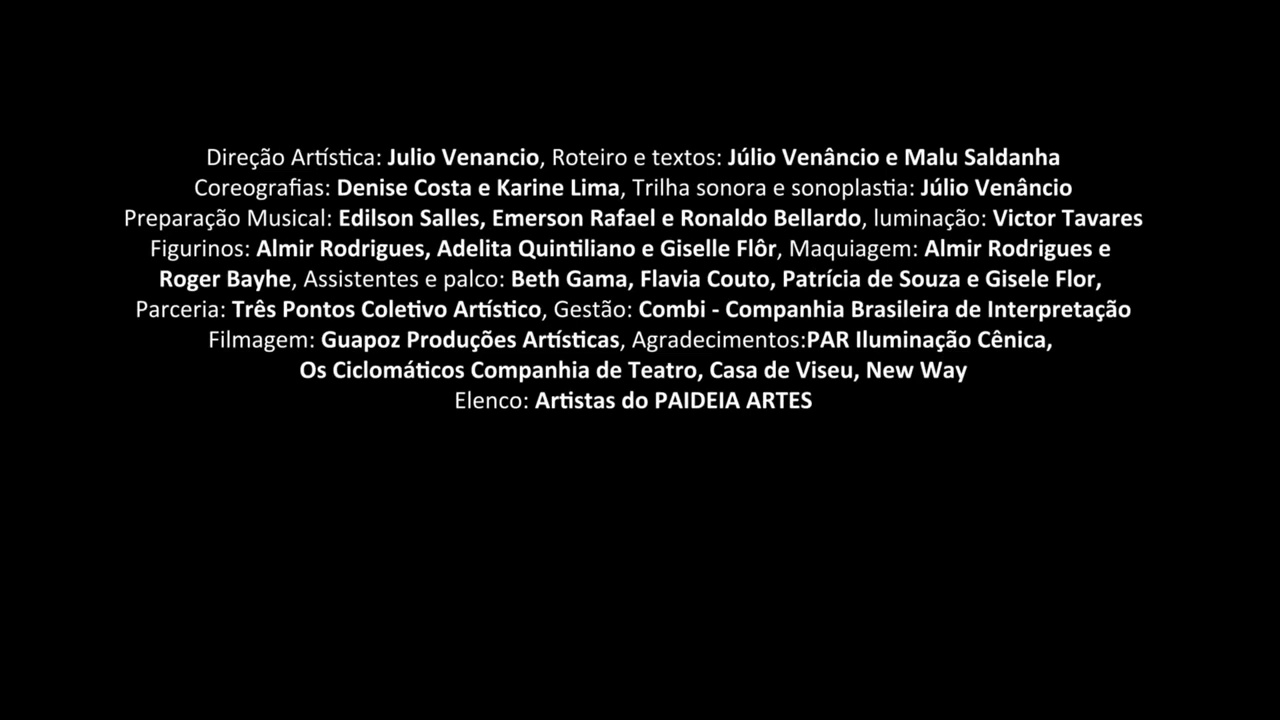 Direção Artística: Julio Venancio, Roteiro e textos: Júlio Venâncio e Malu Saldanha
Coreografias: Denise Costa e Karine Lima, Trilha sonora e sonoplastia: Júlio Venâncio
Preparação Musical: Edilson Salles, Emerson Rafael e Ronaldo Bellardo, luminação: Victor Tavares
Figurinos: Almir Rodrigues, Adelita Quintiliano e Giselle Flôr, Maquiagem: Almir Rodrigues e
Roger Bayhe, Assistentes e palco: Beth Gama, Flavia Couto, Patrícia de Souza e Gisele Flor,
Parceria: Três Pontos Coletivo Artístico, Gestão: Combi - Companhia Brasileira de Interpretação
Filmagem: Guapoz Produções Artísticas, Agradecimentos:PAR Iluminação Cênica,
Os Ciclomáticos Companhia de Teatro, Casa de Viseu, New Way
Elenco: Artistas do PAIDEIA ARTES